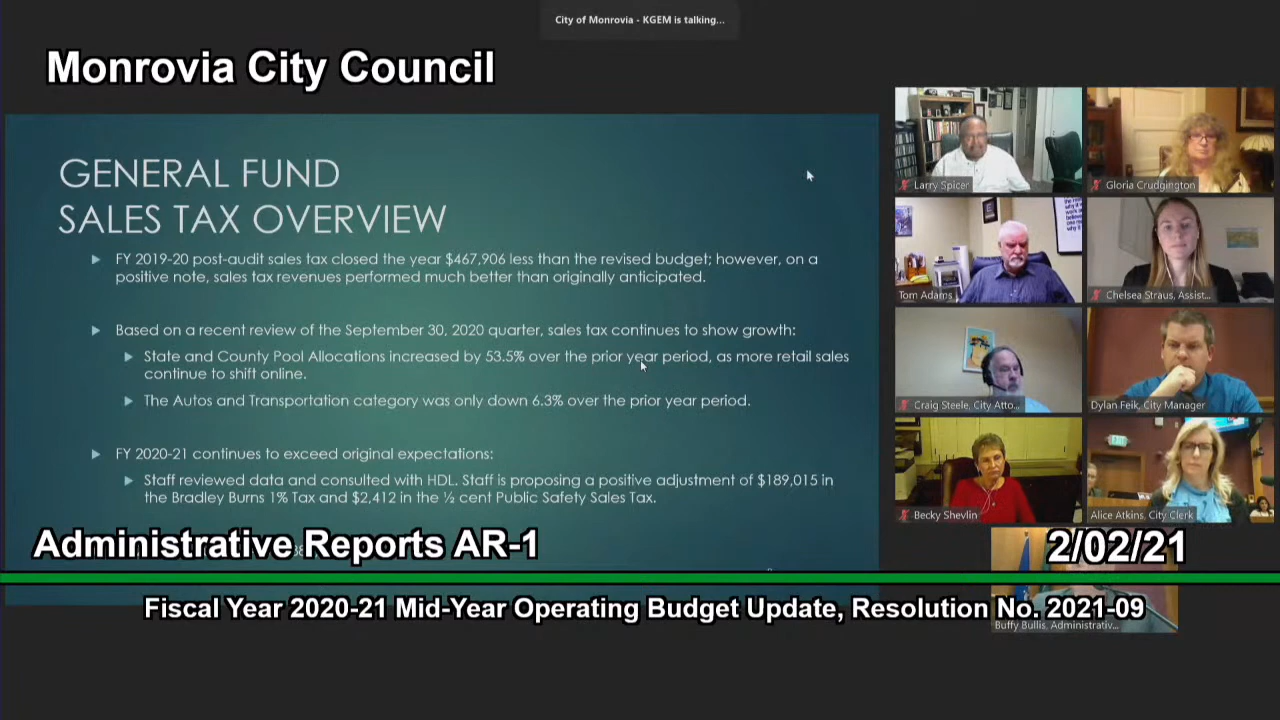 City of Monrovia - KGEM is talking...
Monrovia City Council
GENERAL FUND
SALES TAX OVERVIEW
FY 2019-20 post-audit sales tax closed the year $467,906 less than the revised budget; however, on a
positive note, sales tax revenues performed much better than originally anticipated.
Based on a recent review of the September 30, 2020 quarter, sales tax continues to show growth:
State and County Pool Allocations increased by 53.5% over the prior year period, as more retail sales
continue to shift online.
The Autos and Transportation category was only down 6.3% over the prior year period.
FY 2020-21 continues to exceed original expectations:
Staff reviewed data and consulted with HDL. Staff is proposing a positive adjustment of $189,015 in
the Bradley Burns 1% Tax and $2,412 in the ½ cent Public Safety Sales Tax.
Larry Spicer
Gloria Crudgington
Tom Adams
Chelsea Straus, Assist...
Craig Steele, City Atto...
Dylan Feik, City Manager
Becky Shevlin
Alice Atkins, City Clerk
Administrative Reports AR-1
2/02/21
Fiscal Year 2020-21 Mid-Year Operating Budget Update, Resolution No. 2021-09
Buffy Bullis, Administrativ...